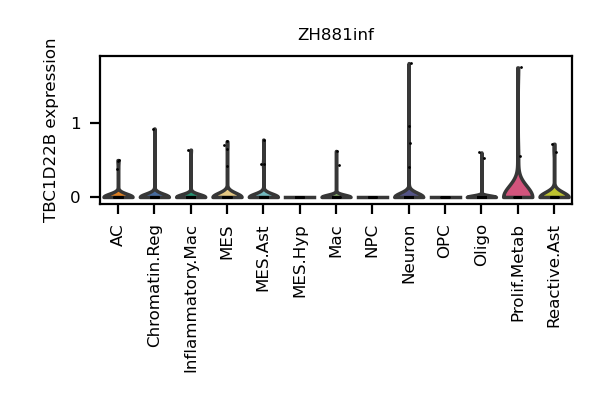 ZH881inf
TBC1D22B expression
1
0
AC
Chromatin.Reg
Inflammatory.Mac
MES
MES.Ast
MES.Hyp
Mac
NPC
Neuron
OPC
Oligo
Prolif.Metab
Reactive.Ast